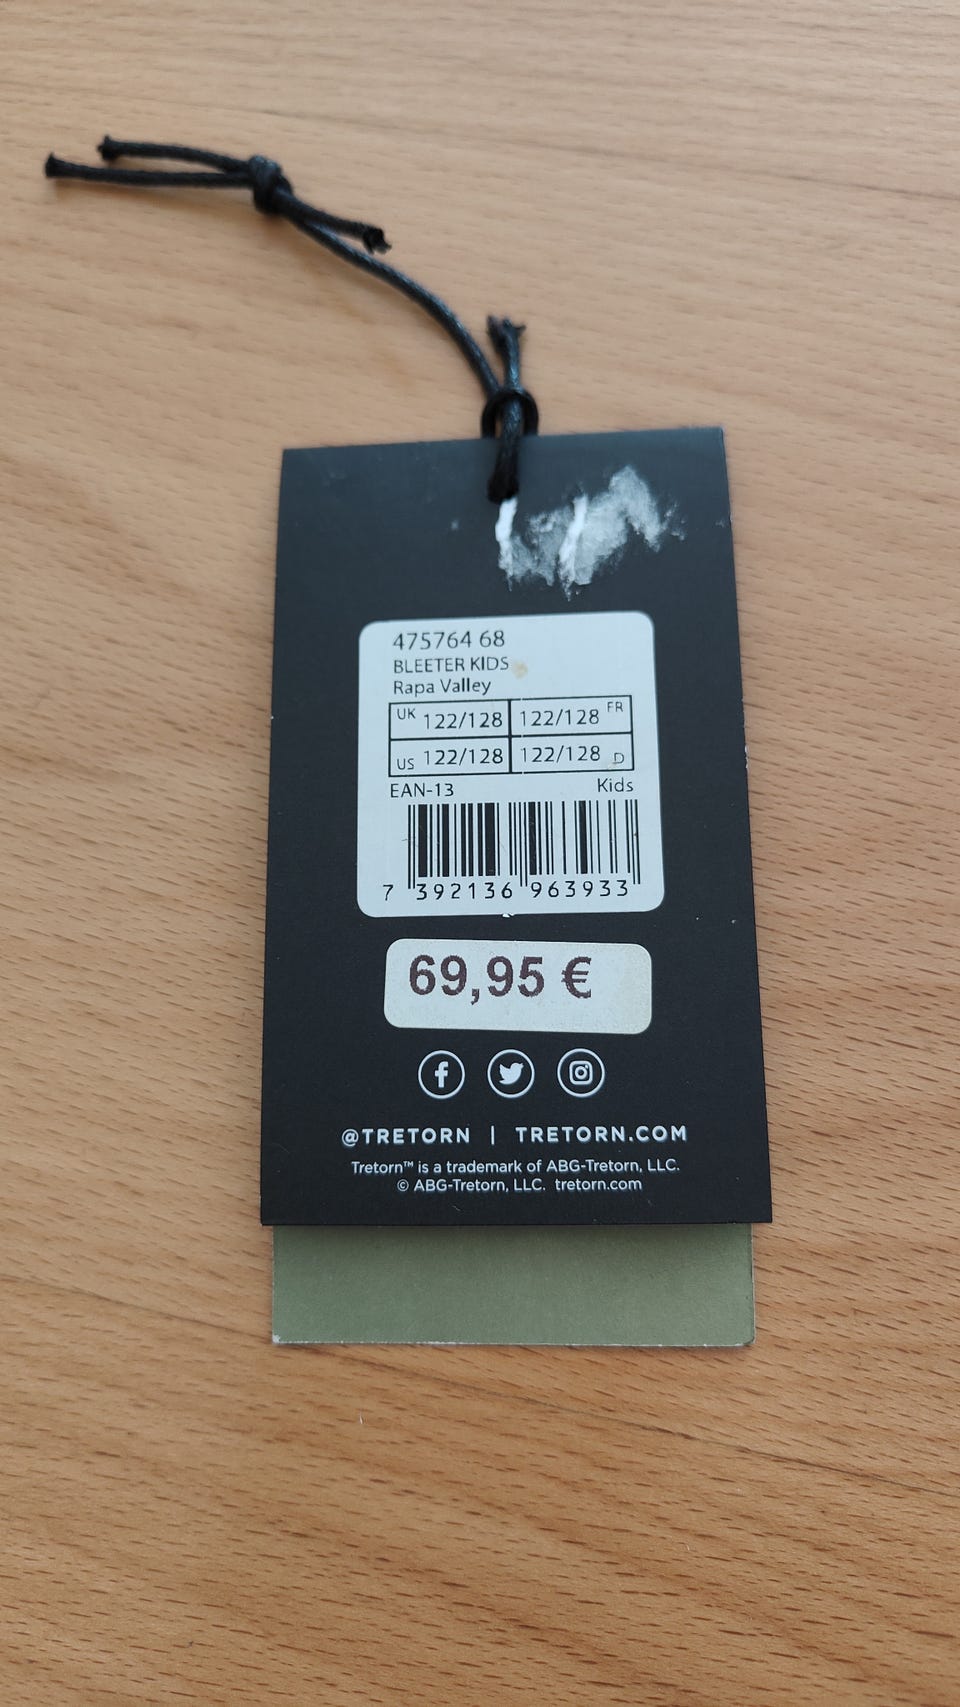 475764 68
BLEETER KIDS
Rapa Valley
UK 122/128 122/128 FR
US 122/128 122/128 D
EAN-13 Kids
7 392136 963933
69,95 €
@TRETORN | TRETORN.COM
Tretorn™ is a trademark of ABG-Tretorn, LLC.
© ABG-Tretorn, LLC. tretorn.com